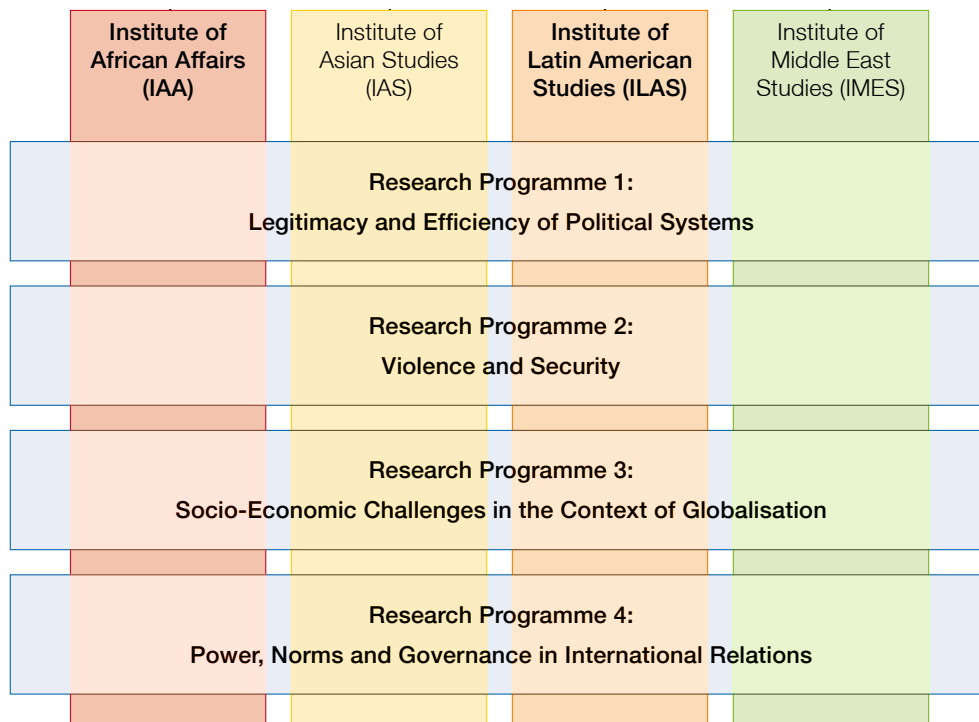 Institute of
African Affairs
(IAA)
Institute of
Asian Studies
(IAS)
Institute of
Latin American
Studies (ILAS)
Institute of
Middle East
Studies (IMES)
Research Programme 1:
Legitimacy and Efficiency of Political Systems
Research Programme 2:
Violence and Security
Research Programme 3:
Socio-Economic Challenges in the Context of Globalisation
Research Programme 4:
Power, Norms and Governance in International Relations